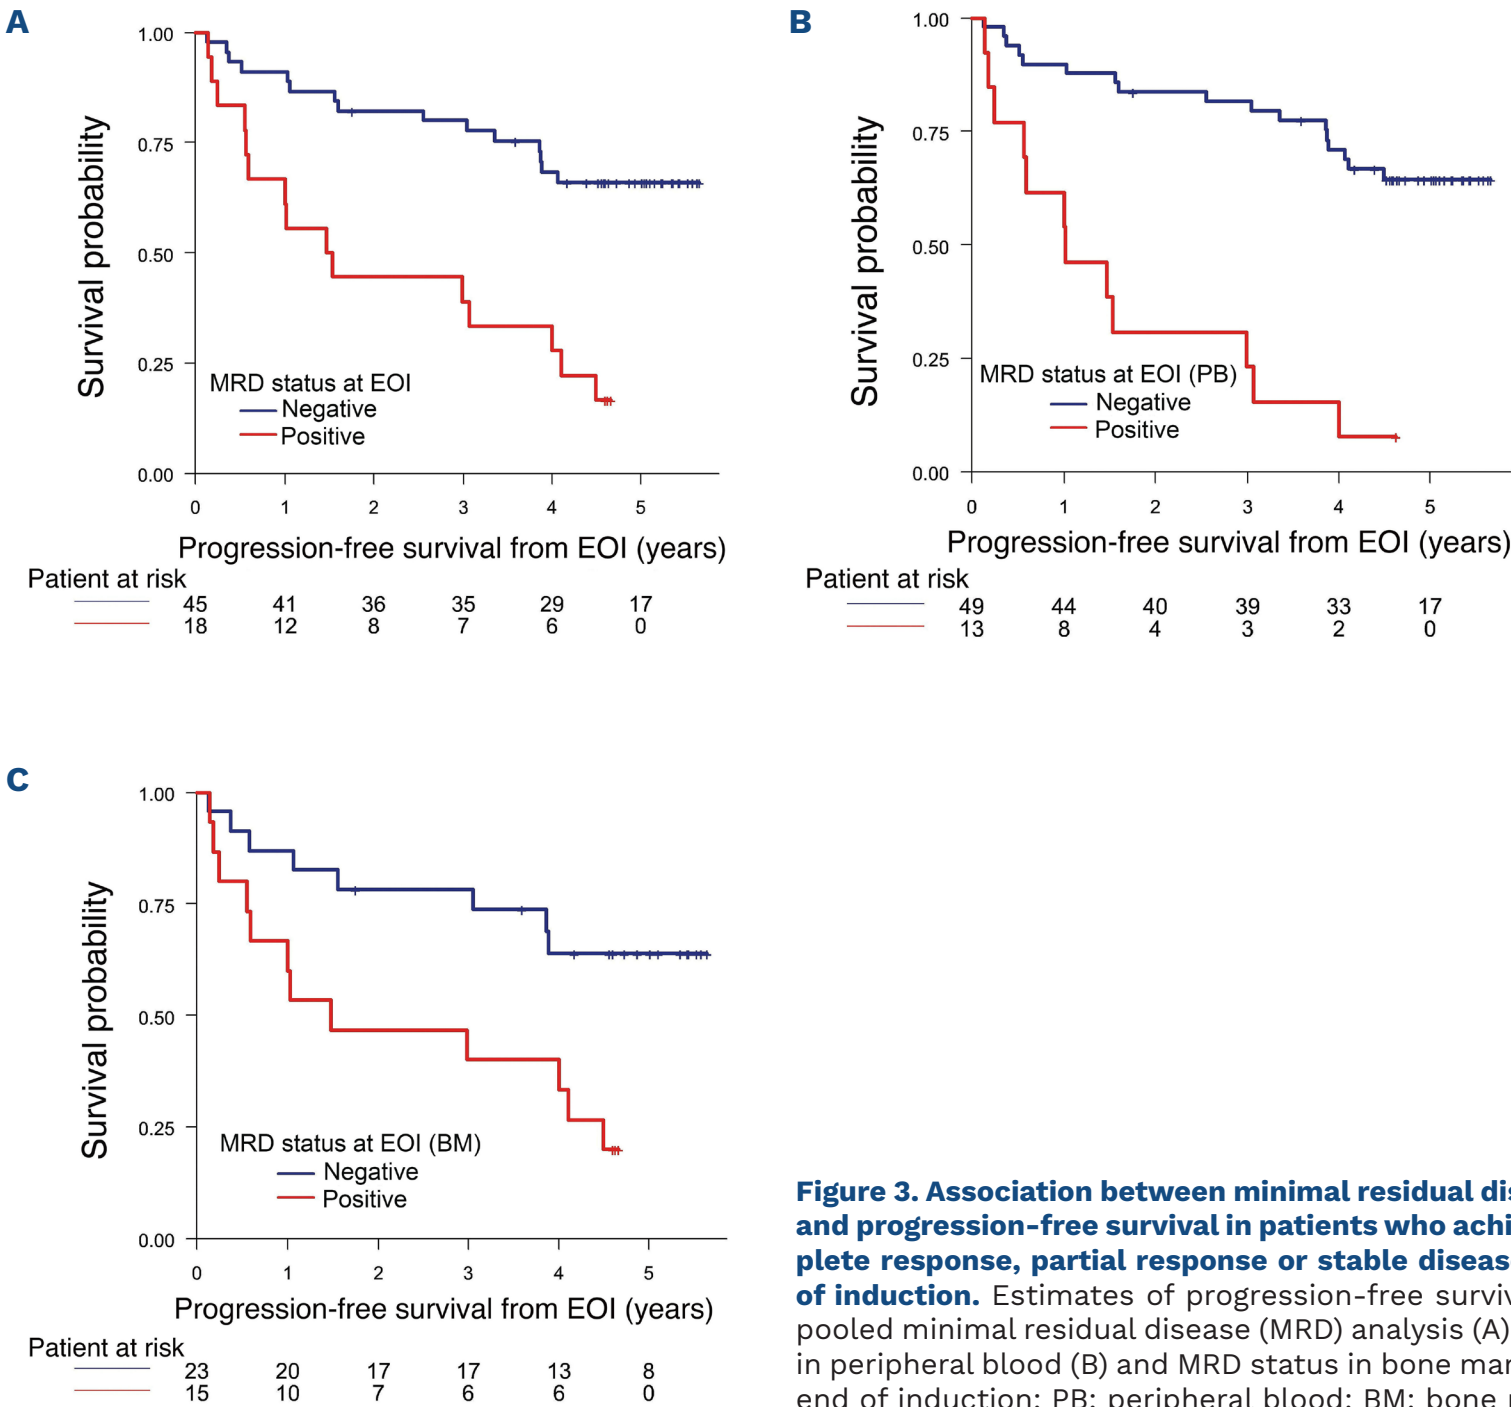 A
1.00
0.75
0.50
0.25
0.00
Survival probability
MRD status at EOI
Negative
Positive
0 1 2 3 4 5
Progression-free survival from EOI (years)
Patient at risk
45 41 36 35 29 17
18 12 8 7 6 0
B
1.00
0.75
0.50
0.25
0.00
Survival probability
MRD status at EOI (PB)
Negative
Positive
0 1 2 3 4 5
Progression-free survival from EOI (years)
Patient at risk
49 44 40 39 33 17
13 8 4 3 2 0
C
1.00
0.75
0.50
0.25
0.00
Survival probability
MRD status at EOI (BM)
Negative
Positive
0 1 2 3 4 5
Progression-free survival from EOI (years)
Patient at risk
23 20 17 17 13 8
15 10 7 6 6 0
Figure 3. Association between minimal residual dis
and progression-free survival in patients who achi
plete response, partial response or stable diseas
of induction. Estimates of progression-free surviv
pooled minimal residual disease (MRD) analysis (A)
in peripheral blood (B) and MRD status in bone mar
end of induction; PB: peripheral blood; BM: bone